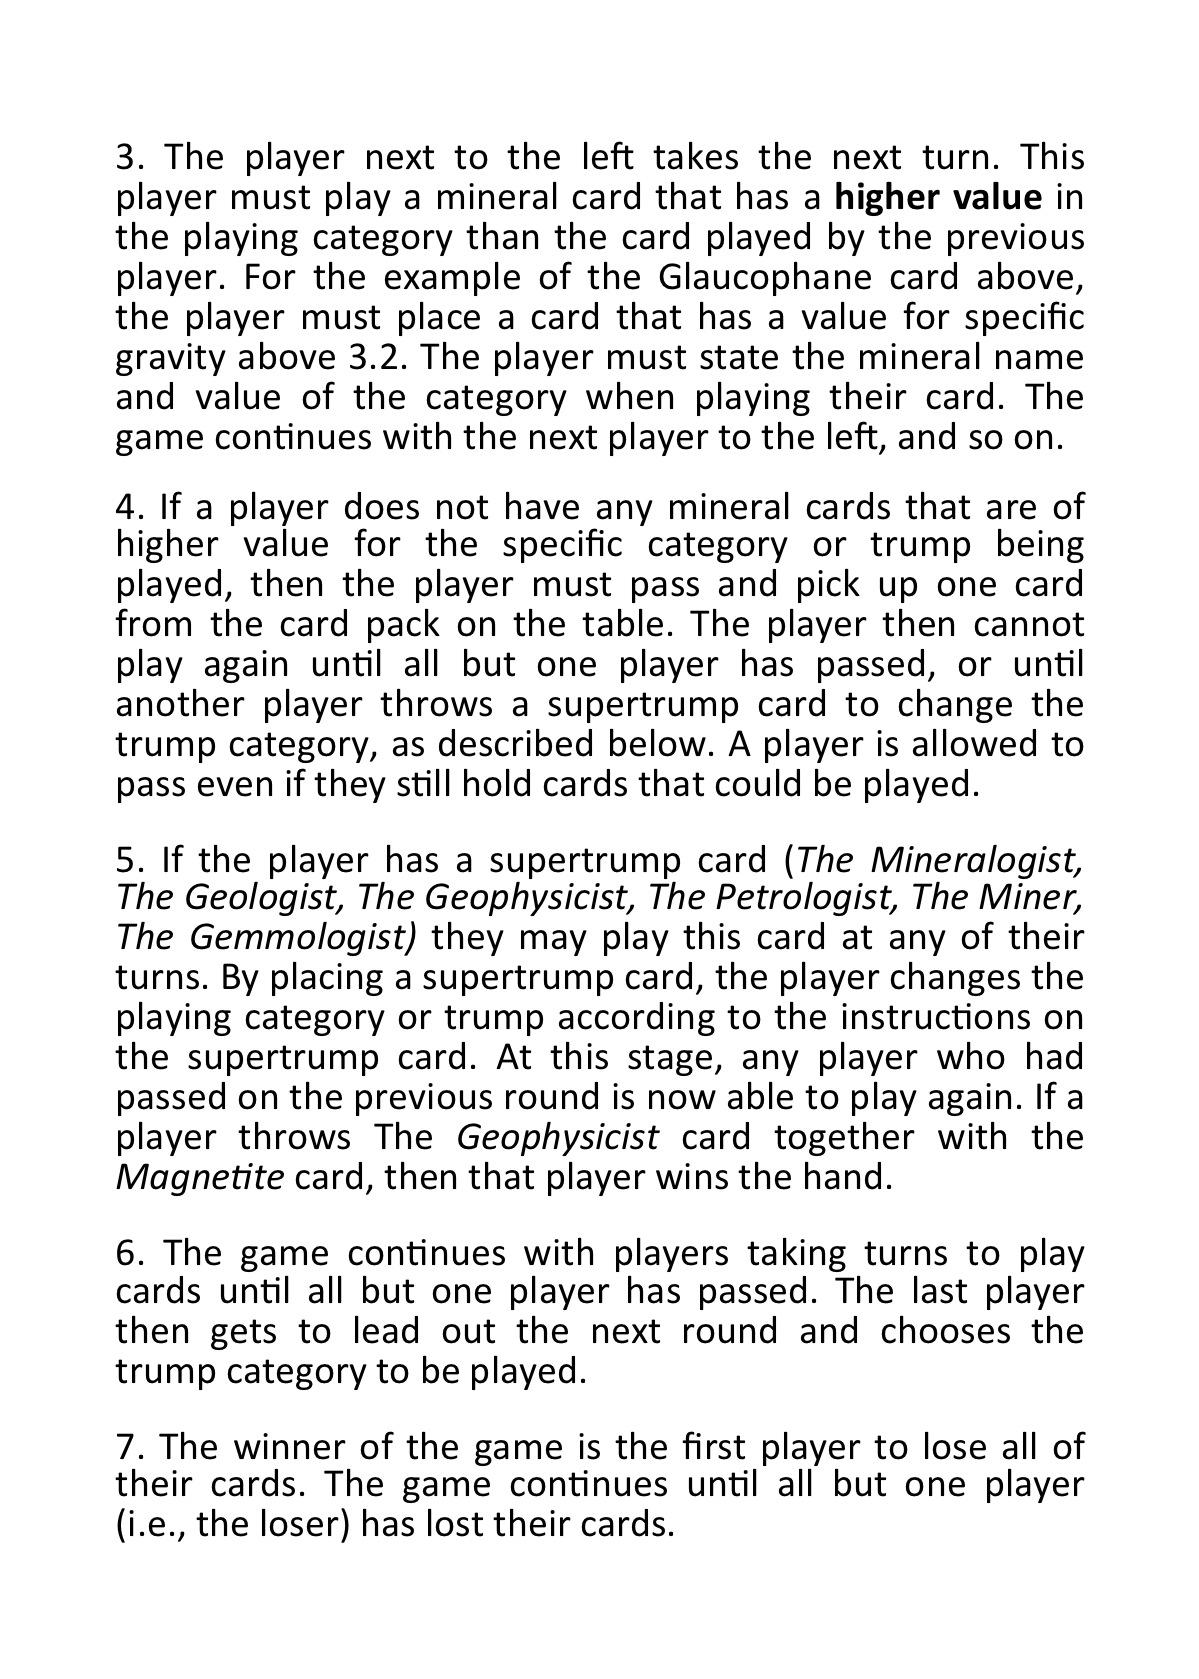 3. The player next to the left takes the next turn. This
player must play a mineral card that has a higher value in
the playing category than the card played by the previous
player. For the example of the Glaucophane card above,
the player must place a card that has a value for specific
gravity above 3.2. The player must state the mineral name
and value of the category when playing their card. The
game continues with the next player to the left, and so on.
4. If a player does not have any mineral cards that are of
higher value for the specific category or trump being
played, then the player must pass and pick up one card
from the card pack on the table. The player then cannot
play again until all but one player has passed, or until
another player throws a supertrump card to change the
trump category, as described below. A player is allowed to
pass even if they still hold cards that could be played.
5. If the player has a supertrump card (The Mineralogist,
The Geologist, The Geophysicist, The Petrologist, The Miner,
The Gemmologist) they may play this card at any of their
turns. By placing a supertrump card, the player changes the
playing category or trump according to the instructions on
the supertrump card. At this stage, any player who had
passed on the previous round is now able to play again. If a
player throws The Geophysicist card together with the
Magnetite card, then that player wins the hand.
6. The game continues with players taking turns to play
cards until all but one player has passed. The last player
then gets to lead out the next round and chooses the
trump category to be played.
7. The winner of the game is the first player to lose all of
their cards. The game continues until all but one player
(i.e., the loser) has lost their cards.